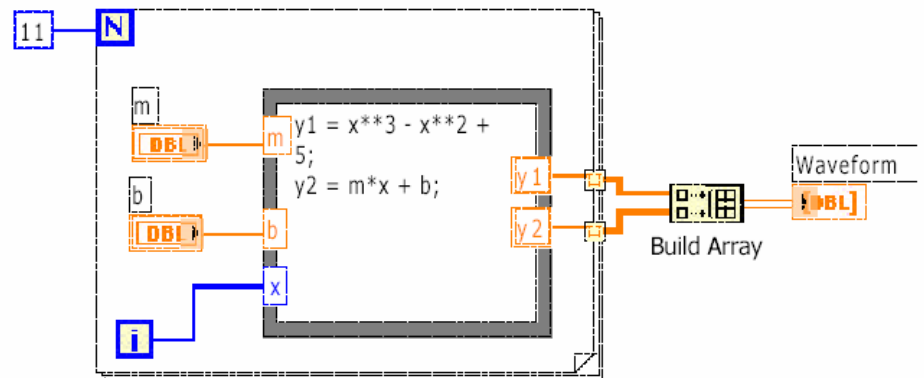 11
N
m
DBL
b
DBL
i
m
b
x
y1 = x**3 - x**2 +
5;
y2 = m*x + b;
y1
y2
Build Array
Waveform
[DBL]